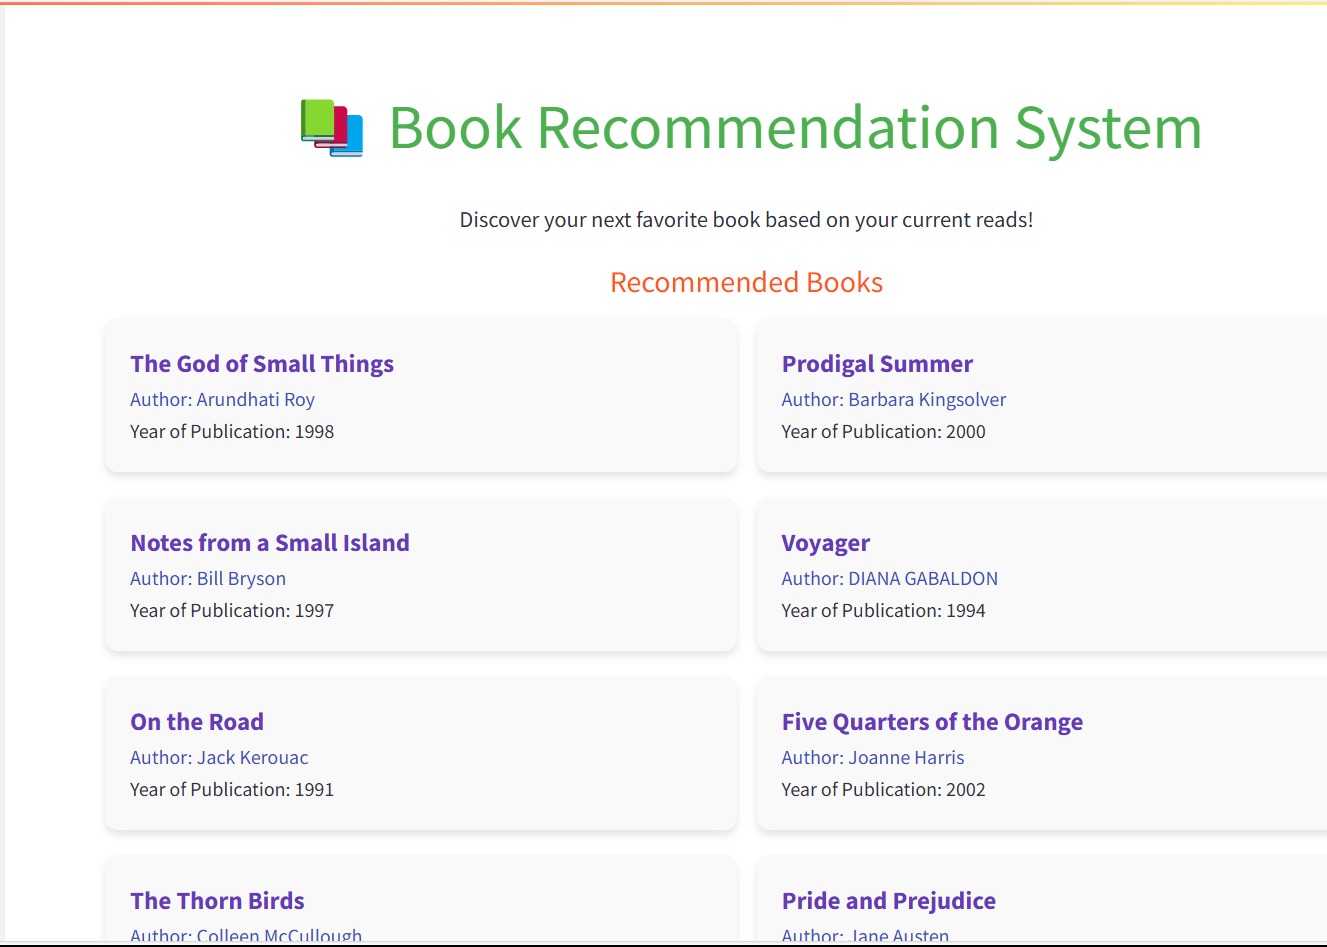 Book Recommendation System
Discover your next favorite book based on your current reads!
Recommended Books
The God of Small Things
Author: Arundhati Roy
Year of Publication: 1998
Prodigal Summer
Author: Barbara Kingsolver
Year of Publication: 2000
Notes from a Small Island
Author: Bill Bryson
Year of Publication: 1997
Voyager
Author: DIANA GABALDON
Year of Publication: 1994
On the Road
Author: Jack Kerouac
Year of Publication: 1991
Five Quarters of the Orange
Author: Joanne Harris
Year of Publication: 2002
The Thorn Birds
Author: Colleen McCullough
Pride and Prejudice
Author: Jane Austen